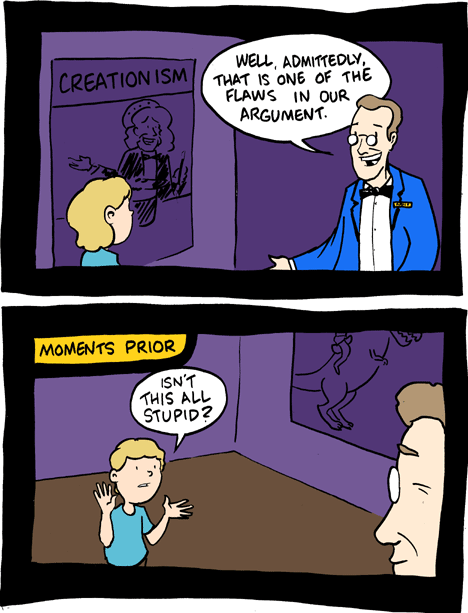 CREATIONISM
WELL, ADMITTEDLY,
THAT IS ONE OF THE
FLAWS IN OUR
ARGUMENT.
MOMENTS PRIOR
ISN'T
THIS ALL
STUPID?